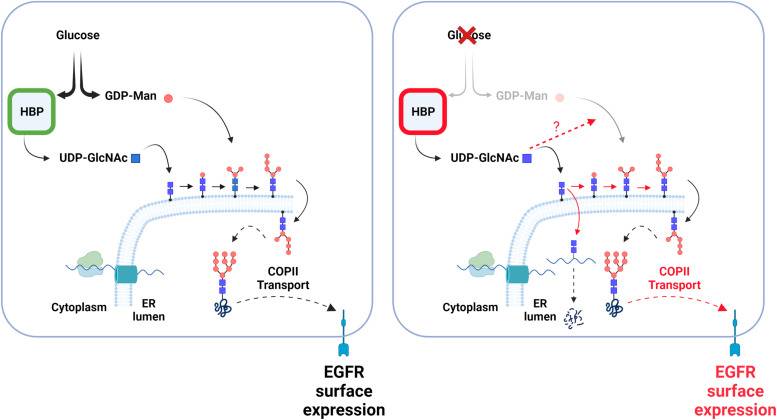 Glucose
GDP-Man
HBP
UDP-GlcNAc
COPII
Transport
Cytoplasm
ER
lumen
EGFR
surface
expression
Glucose
GDP-Man
HBP
?
UDP-GlcNAc
COPII
Transport
Cytoplasm
ER
lumen
EGFR
surface
expression